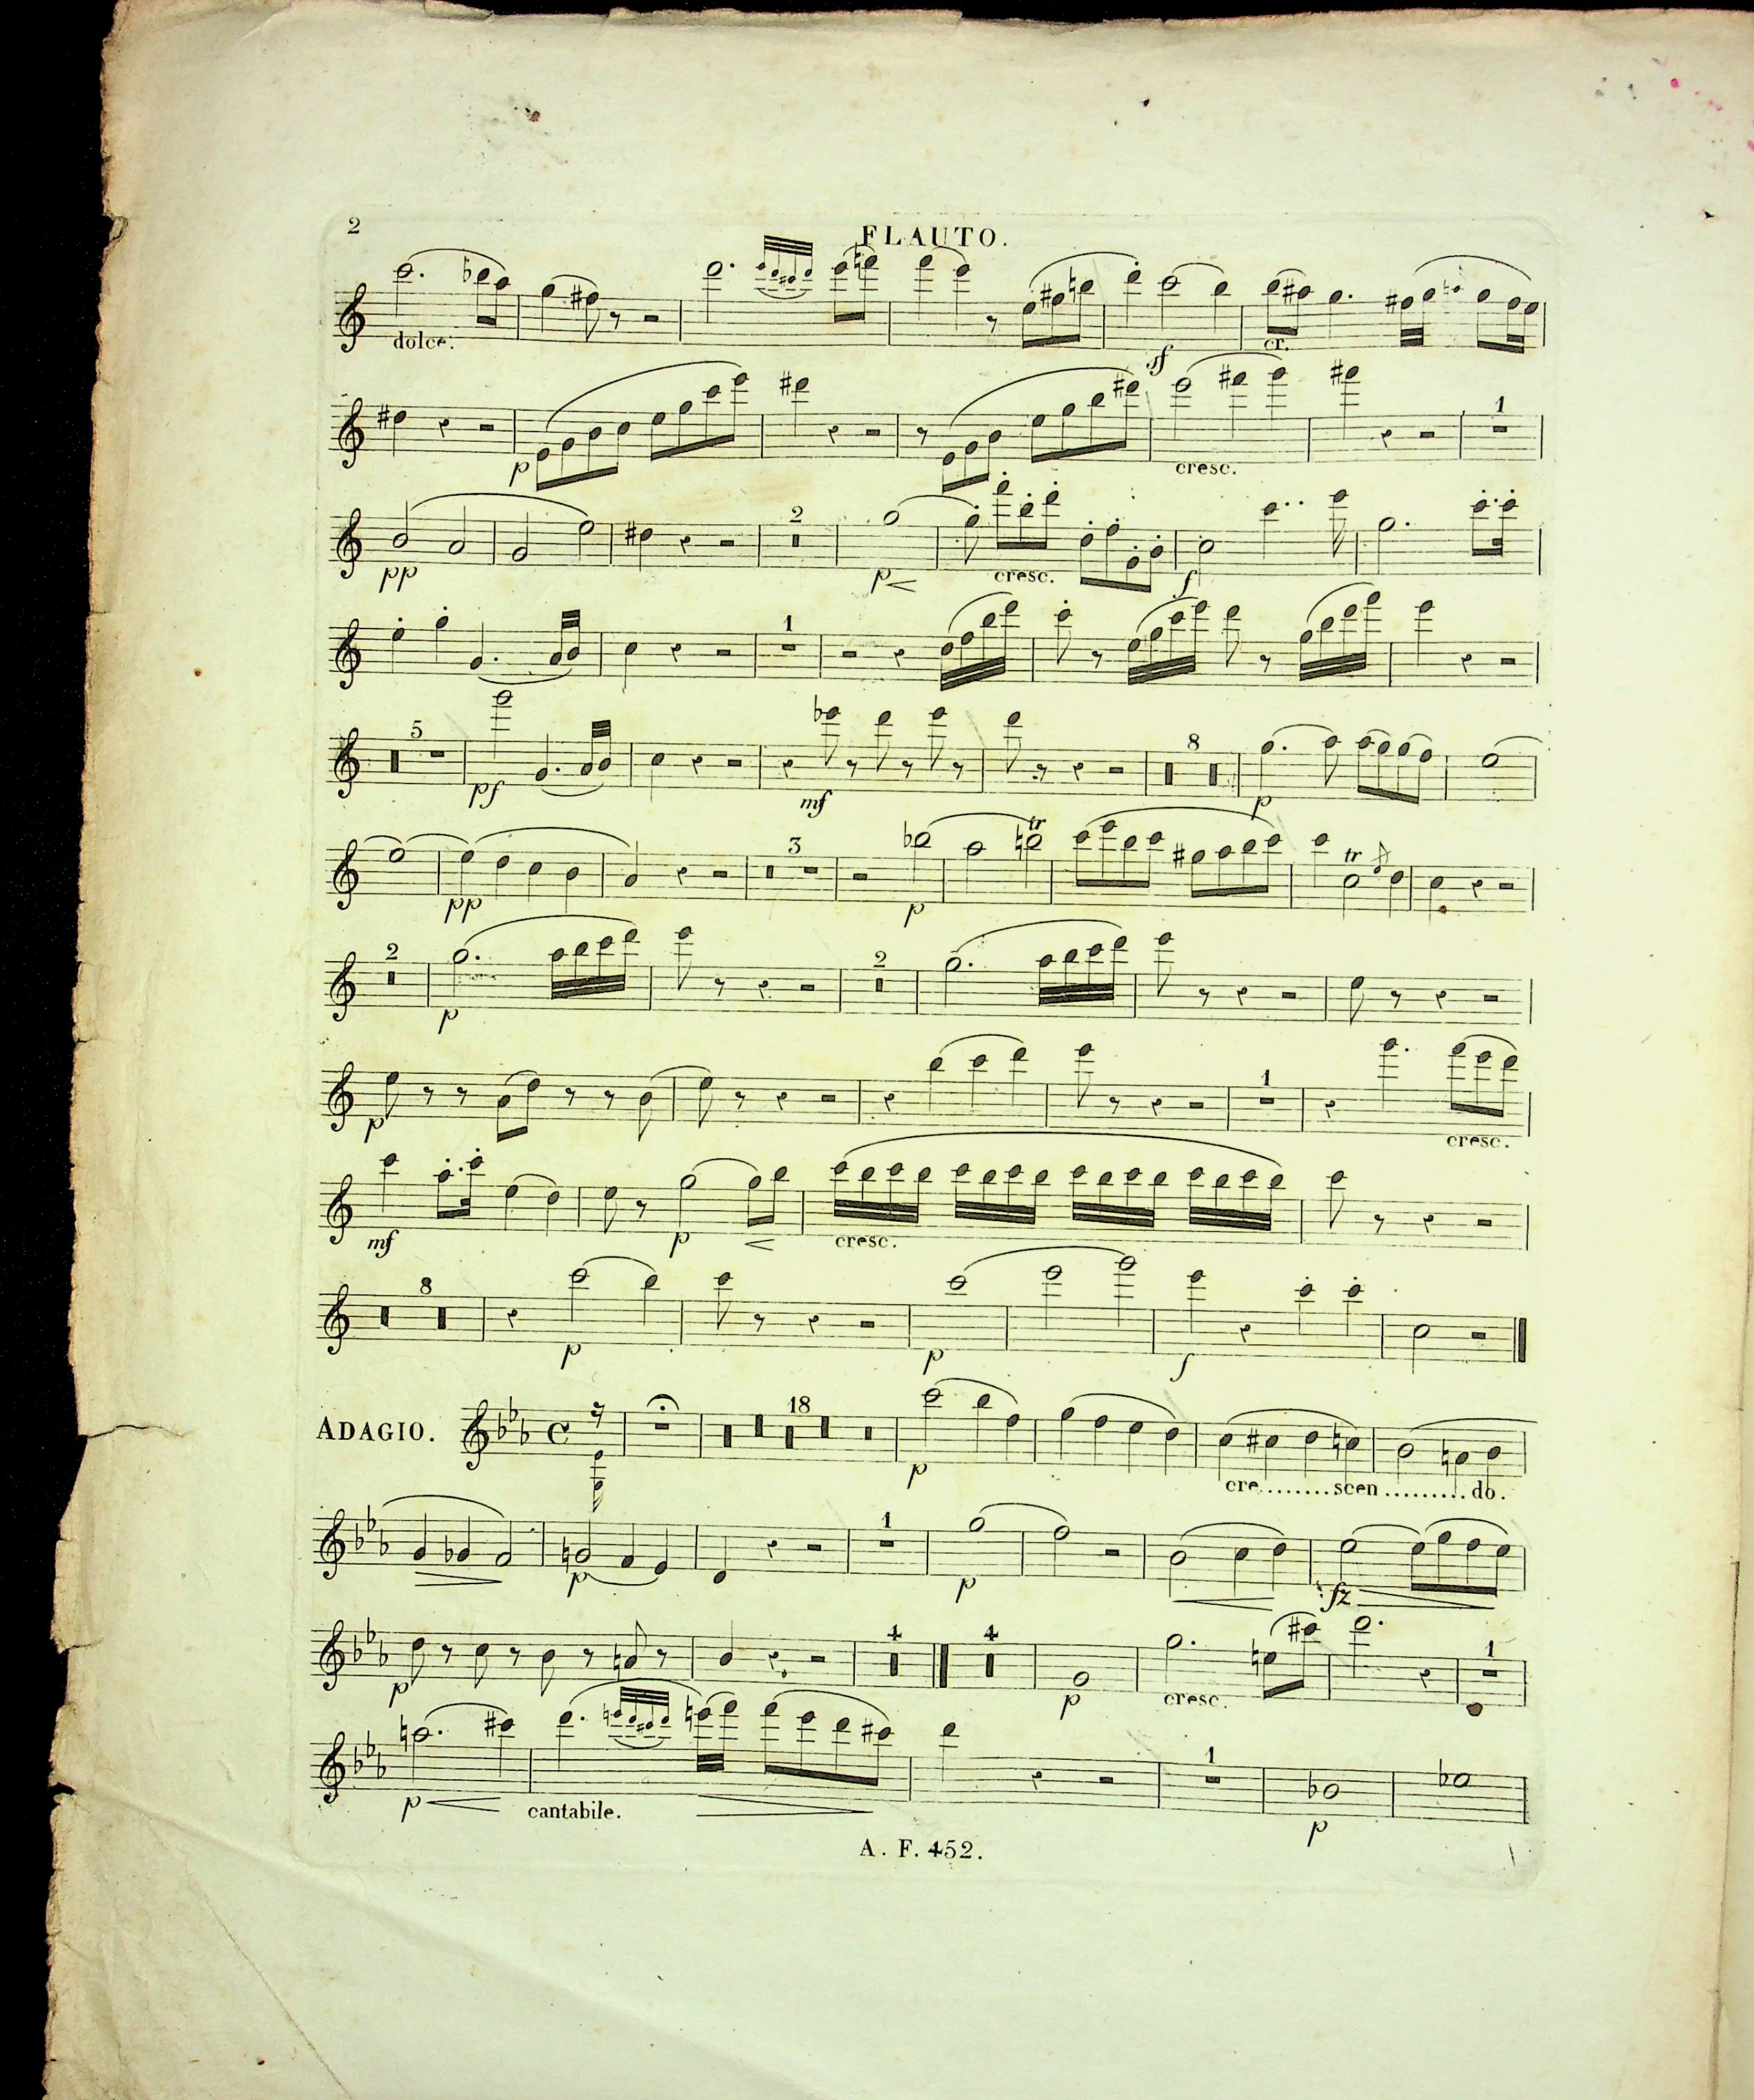 2
FLAUTO.
dolce.
sf
cr.
p
cresc.
1
2
pp
p
cresc.
f
1
5
8
pf
mf
p
3
tr
tr
pp
p
2
2
p
1
p
cresc.
mf
p
cresc.
8
p
p
f
ADAGIO.
18
p
cre........scen.........do.
1
p
p
fz
4
4
1
p
p
cresc.
1
p
cantabile.
p
A. F. 452.